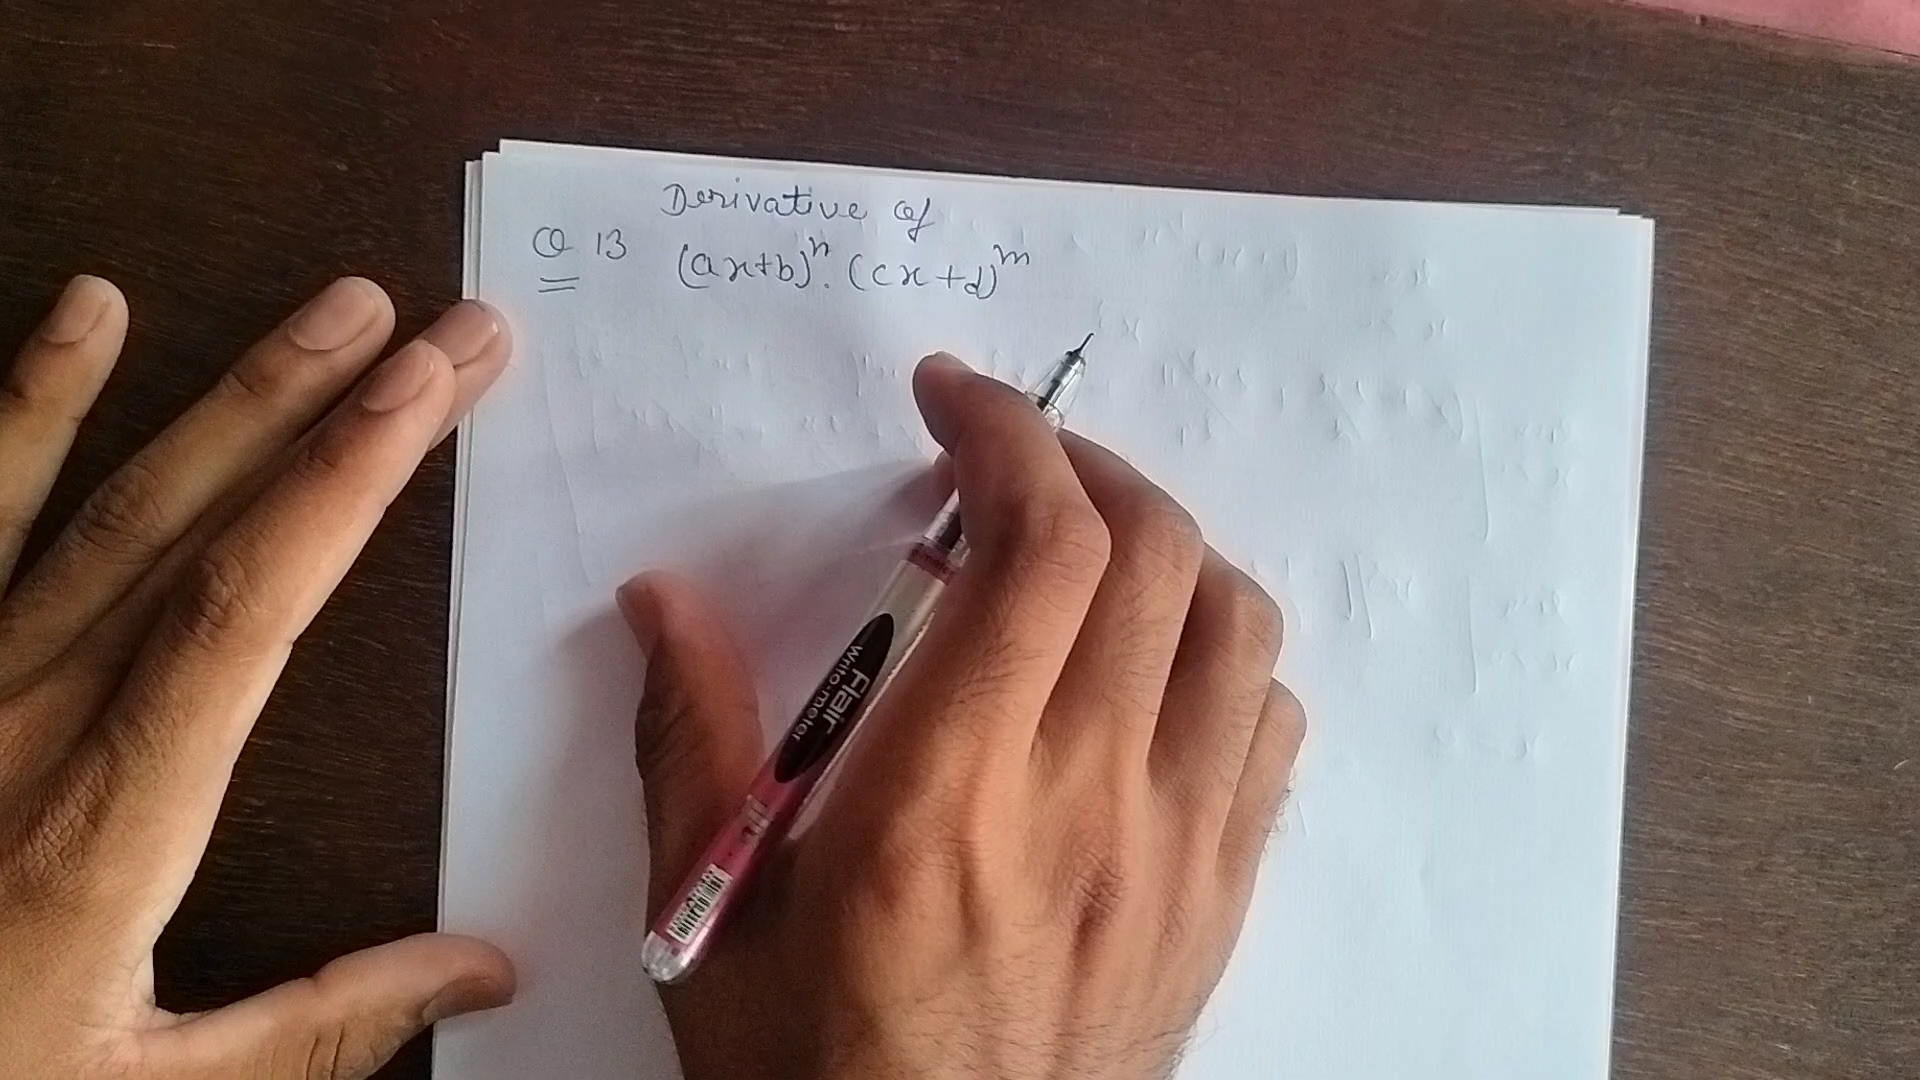 Derivative of
Q 13 (ax+b)ⁿ. (cx+d)ᵐ
Flair
Writo-meter